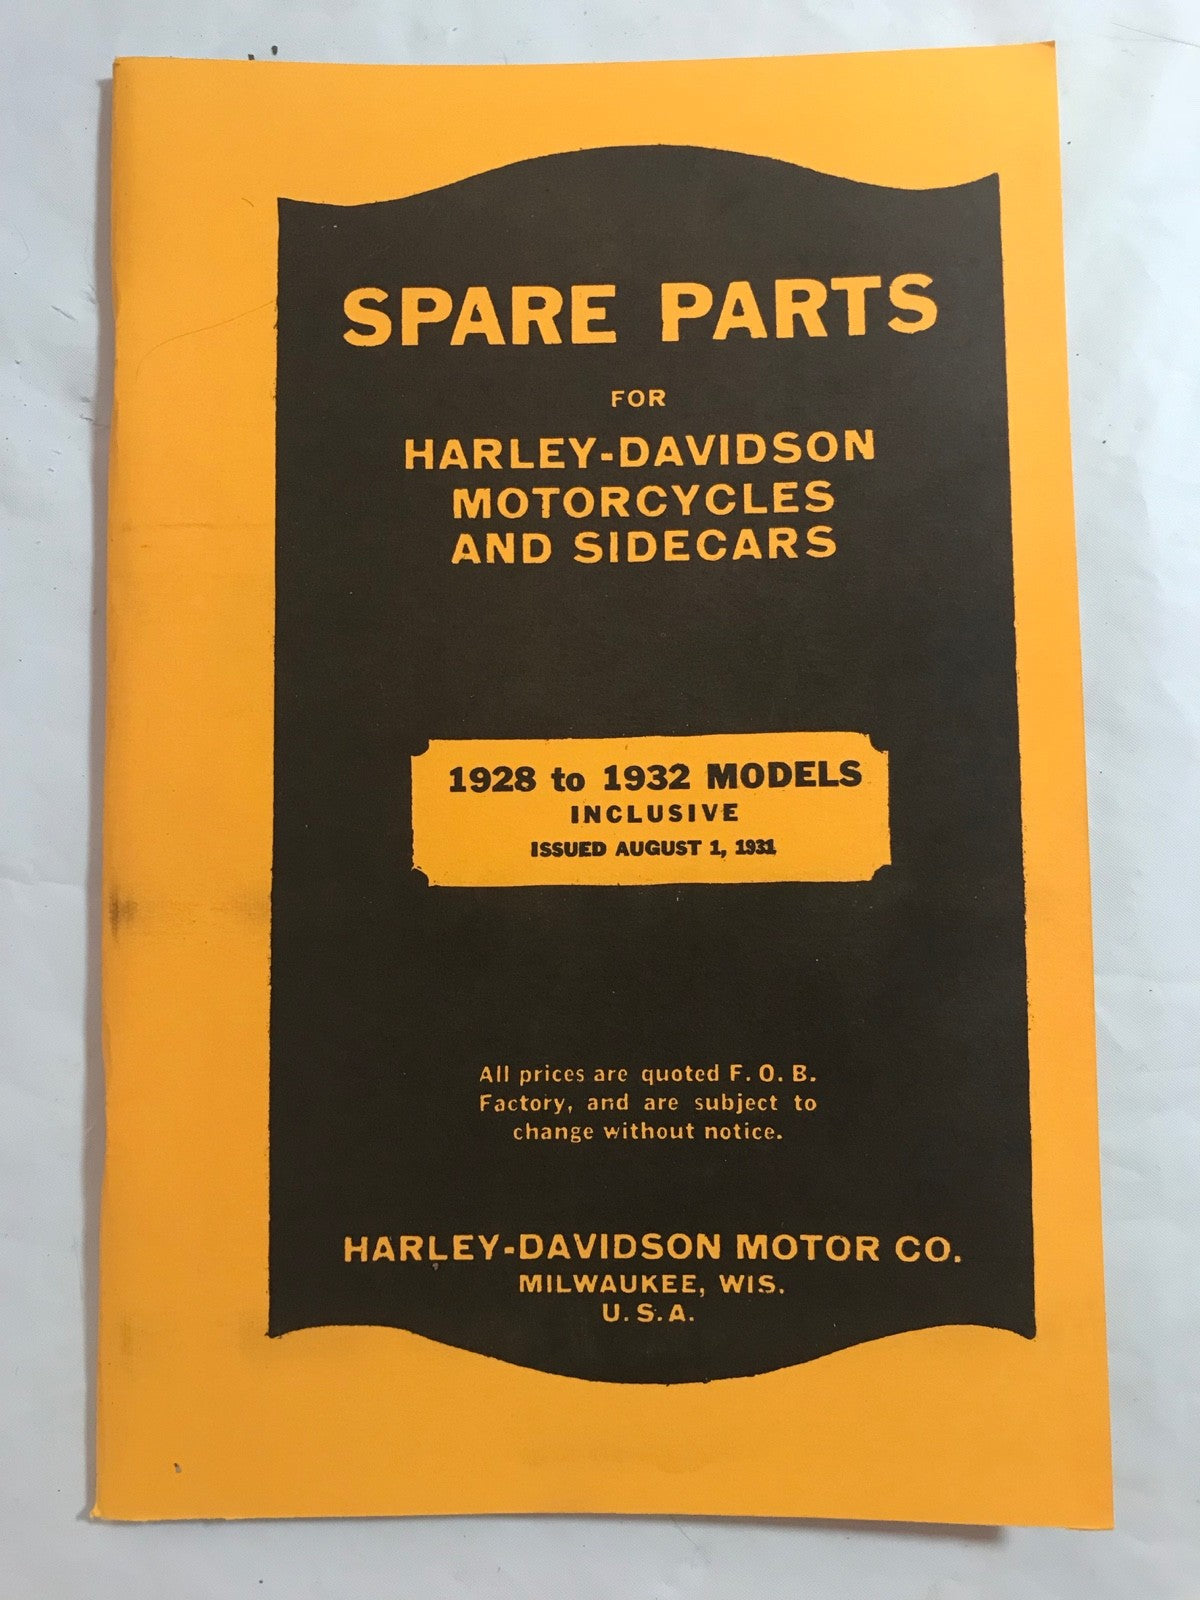 SPARE PARTS
FOR
HARLEY-DAVIDSON
MOTORCYCLES
AND SIDECARS
1928 to 1932 MODELS
INCLUSIVE
ISSUED AUGUST 1, 1931
All prices are quoted F. O. B.
Factory, and are subject to
change without notice.
HARLEY-DAVIDSON MOTOR CO.
MILWAUKEE, WIS.
U. S. A.